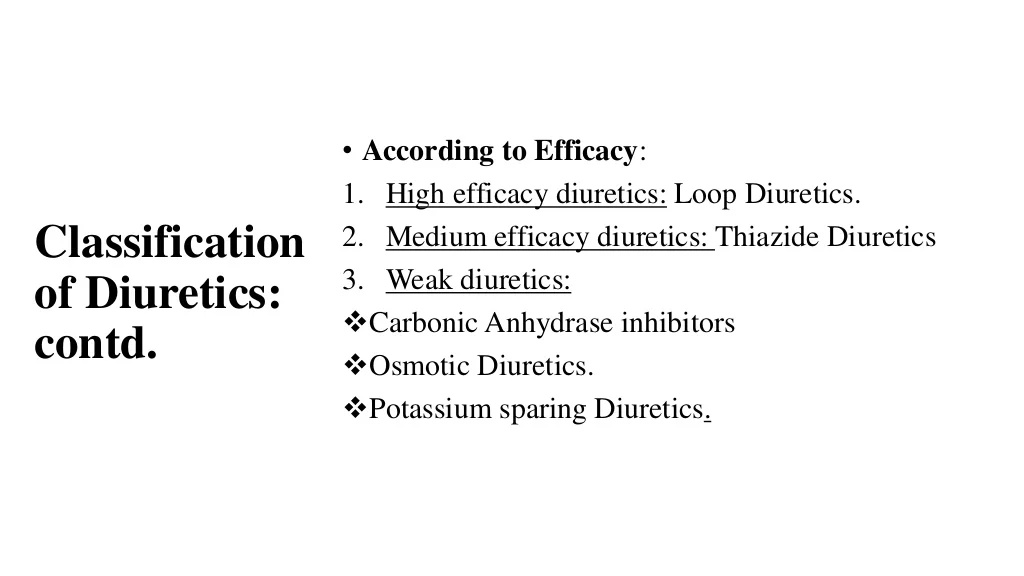 Classification
of Diuretics:
contd.
• According to Efficacy:
1. High efficacy diuretics: Loop Diuretics.
2. Medium efficacy diuretics: Thiazide Diuretics
3. Weak diuretics:
❖Carbonic Anhydrase inhibitors
❖Osmotic Diuretics.
❖Potassium sparing Diuretics.